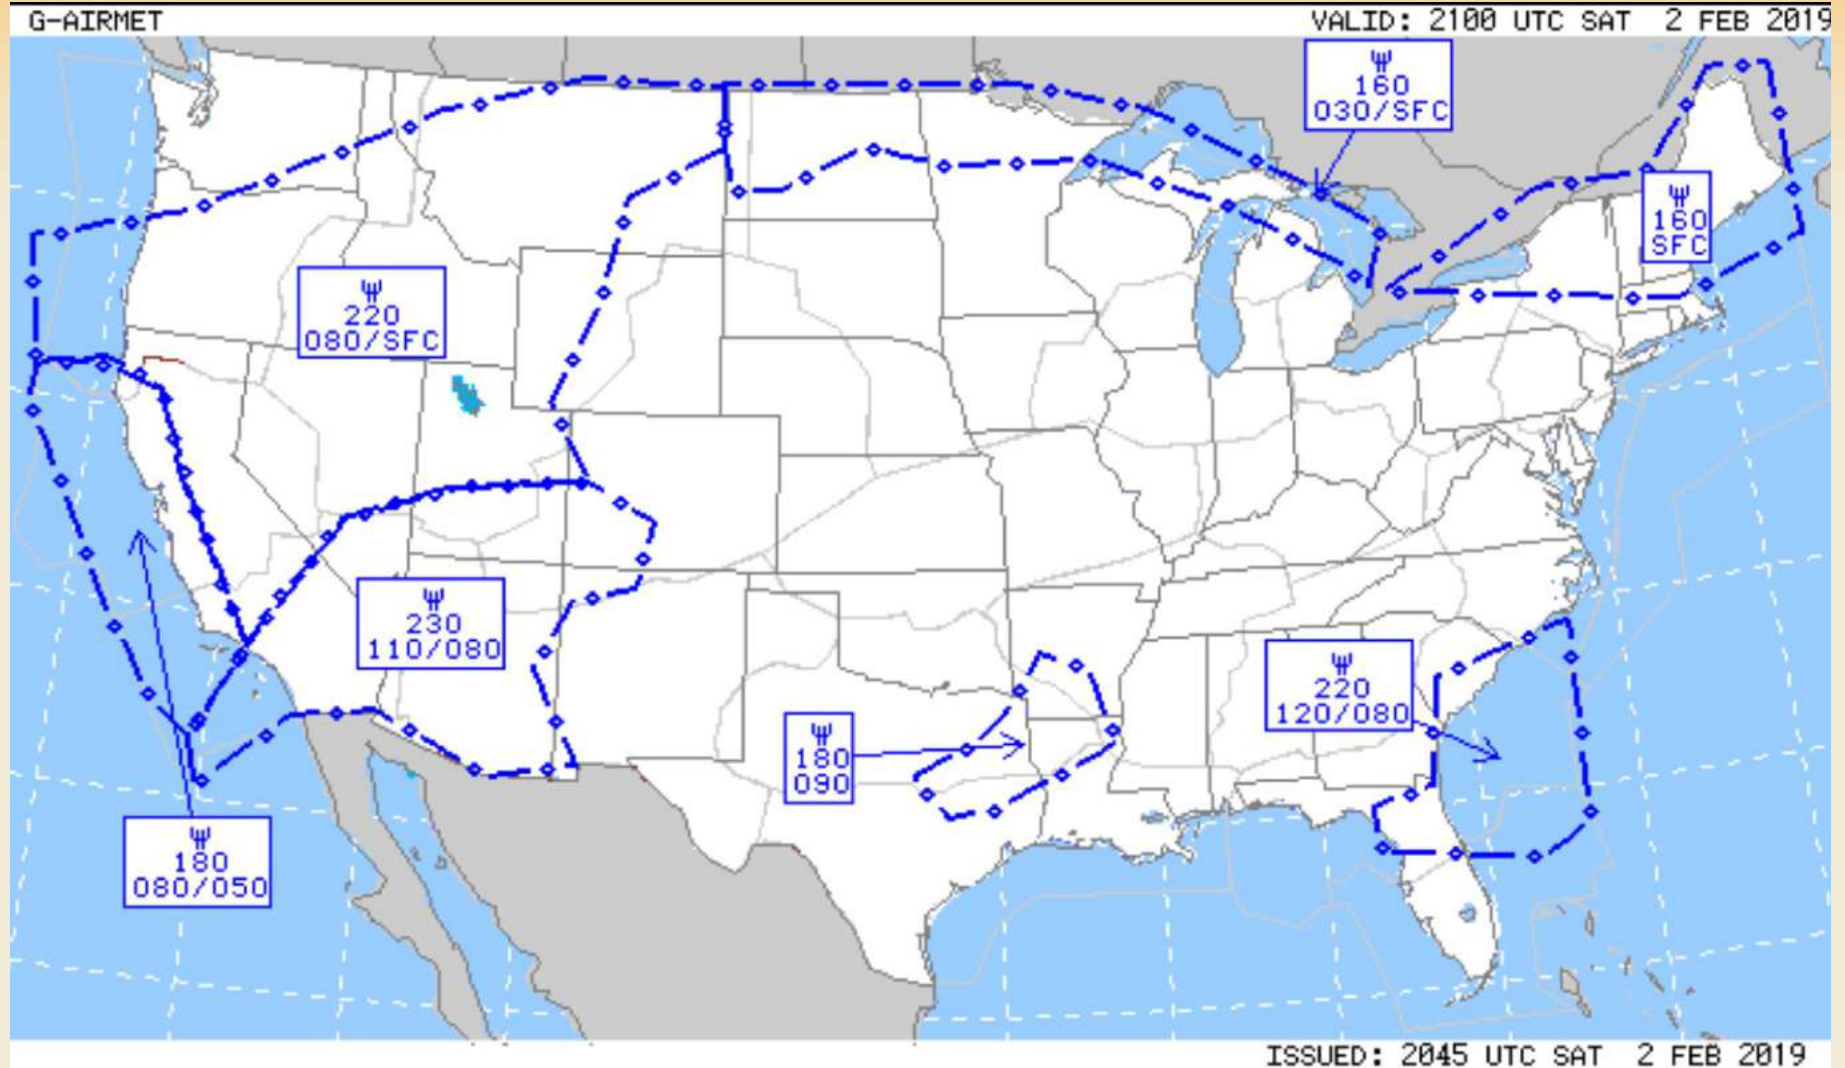 G-AIRMET
VALID: 2100 UTC SAT 2 FEB 2019
160
030/SFC
160
SFC
220
080/SFC
230
110/080
220
120/080
180
090
180
080/050
ISSUED: 2045 UTC SAT 2 FEB 2019